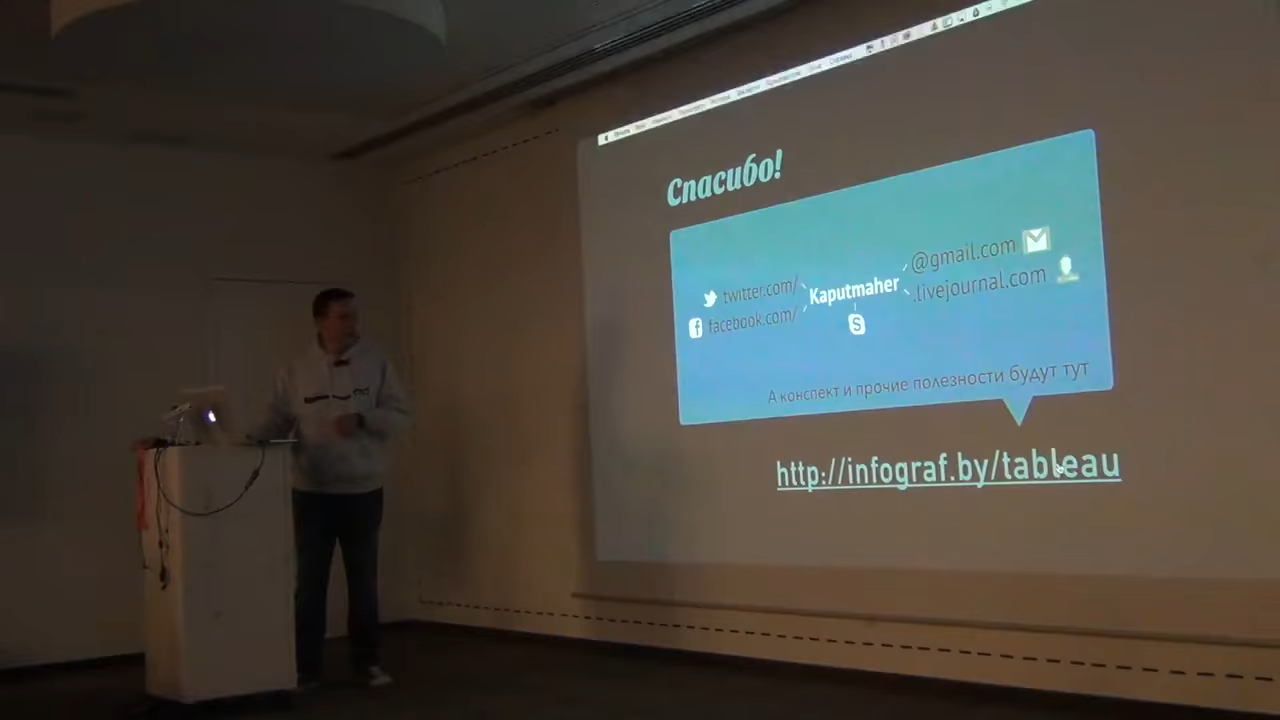 Спасибо!
twitter.com/
facebook.com/
Kaputmaher
@gmail.com
.livejournal.com
А конспект и прочие полезности будут тут
http://infograf.by/tableau